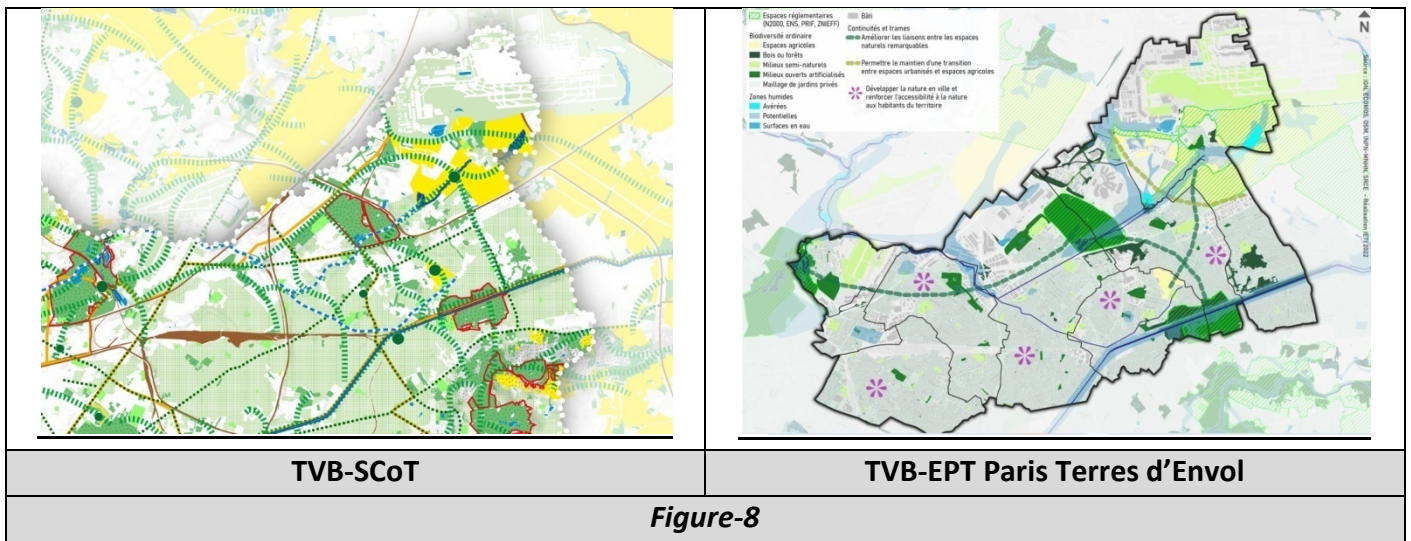 Espaces réglementaires
(N2000, ENS, PRIF, ZNIEFF)
Biodiversité ordinaire
Espaces agricoles
Bois ou forêts
Milieux semi-naturels
Milieux ouverts artificialisés
Maillage de jardins privés
Zones humides
Avérées
Potentielles
Surfaces en eau
Bâti
Continuités et trames
Améliorer les liaisons entre les espaces
naturels remarquables
Permettre le maintien d'une transition
entre espaces urbanisés et espaces agricoles
Développer la nature en ville et
renforcer l'accessibilité à la nature
aux habitants du territoire
N
TVB-SCoT
TVB-EPT Paris Terres d’Envol
Figure-8